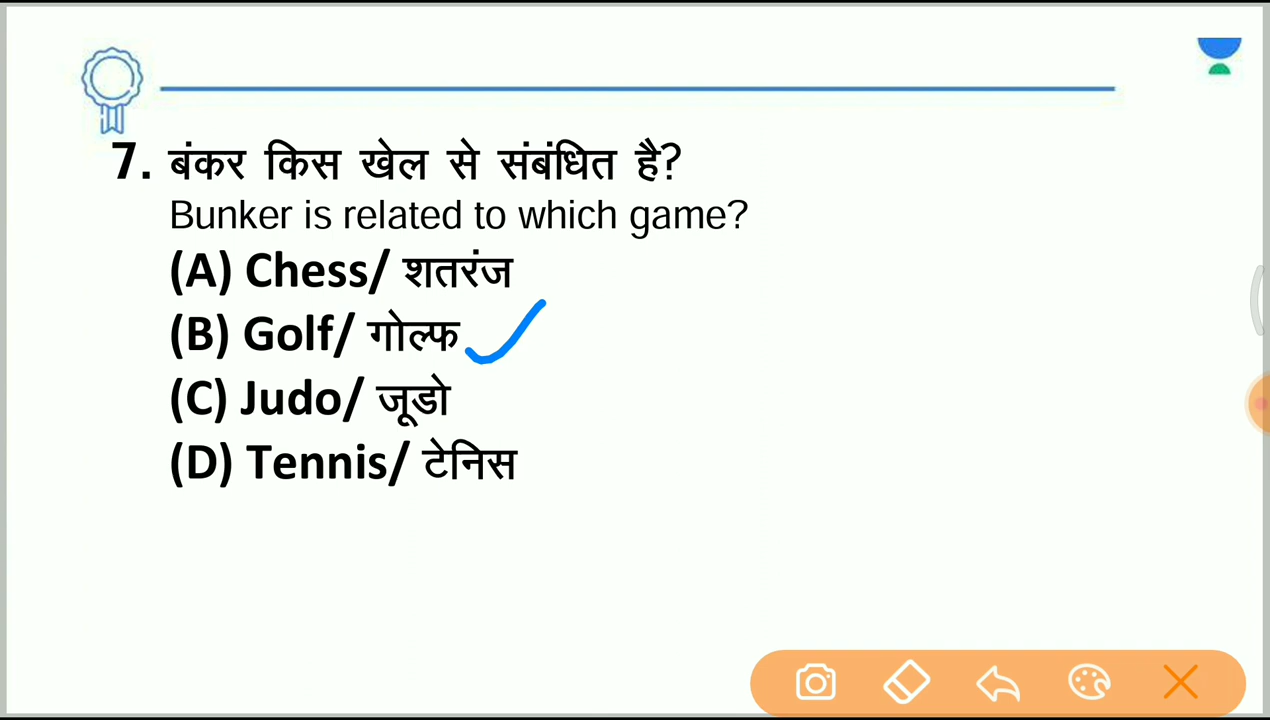 7. बंकर किस खेल से संबंधित है?
Bunker is related to which game?
(A) Chess/ शतरंज
(B) Golf/ गोल्फ
(C) Judo/ जूडो
(D) Tennis/ टेनिस